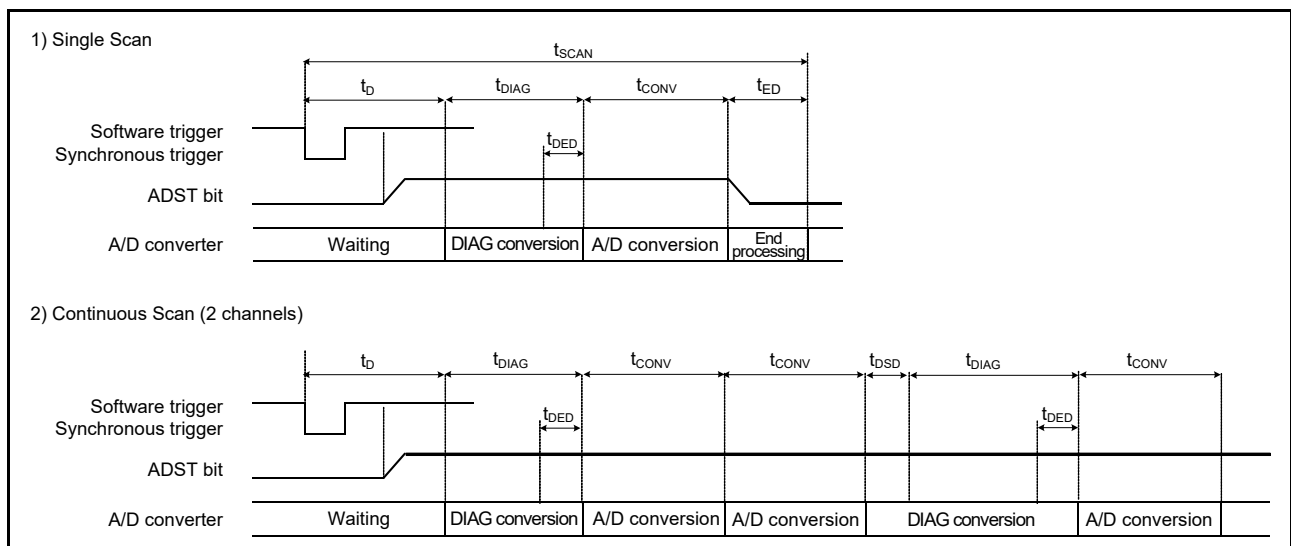 1) Single Scan
tSCAN
tD tDIAG tCONV tED
Software trigger
Synchronous trigger
tDED
ADST bit
A/D converter Waiting DIAG conversion A/D conversion End processing
2) Continuous Scan (2 channels)
tD tDIAG tCONV tCONV tDSD tDIAG tCONV
Software trigger
Synchronous trigger
tDED tDED
ADST bit
A/D converter Waiting DIAG conversion A/D conversion A/D conversion DIAG conversion A/D conversion